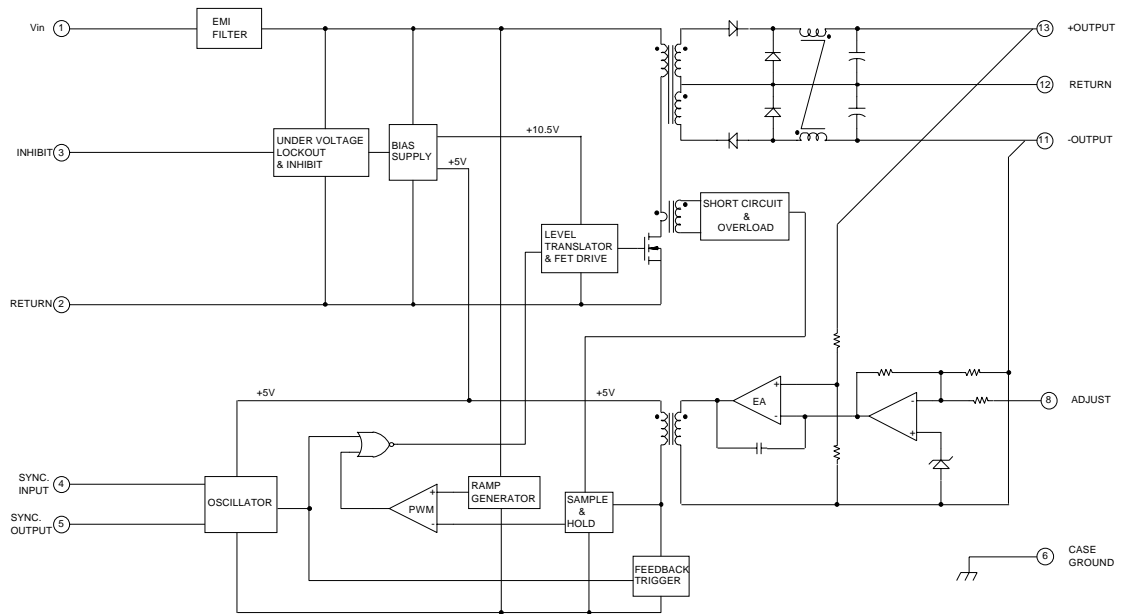 Vin
1
EMI
FILTER
13
+OUTPUT
12
RETURN
11
-OUTPUT
INHIBIT
3
UNDER VOLTAGE
LOCKOUT
& INHIBIT
BIAS
SUPPLY
+10.5V
+5V
SHORT CIRCUIT
&
OVERLOAD
LEVEL
TRANSLATOR
& FET DRIVE
RETURN
2
+5V
+5V
+
EA
-
-
+
8
ADJUST
SYNC.
INPUT
4
SYNC.
OUTPUT
5
OSCILLATOR
+
PWM
-
RAMP
GENERATOR
SAMPLE
&
HOLD
FEEDBACK
TRIGGER
6
CASE
GROUND